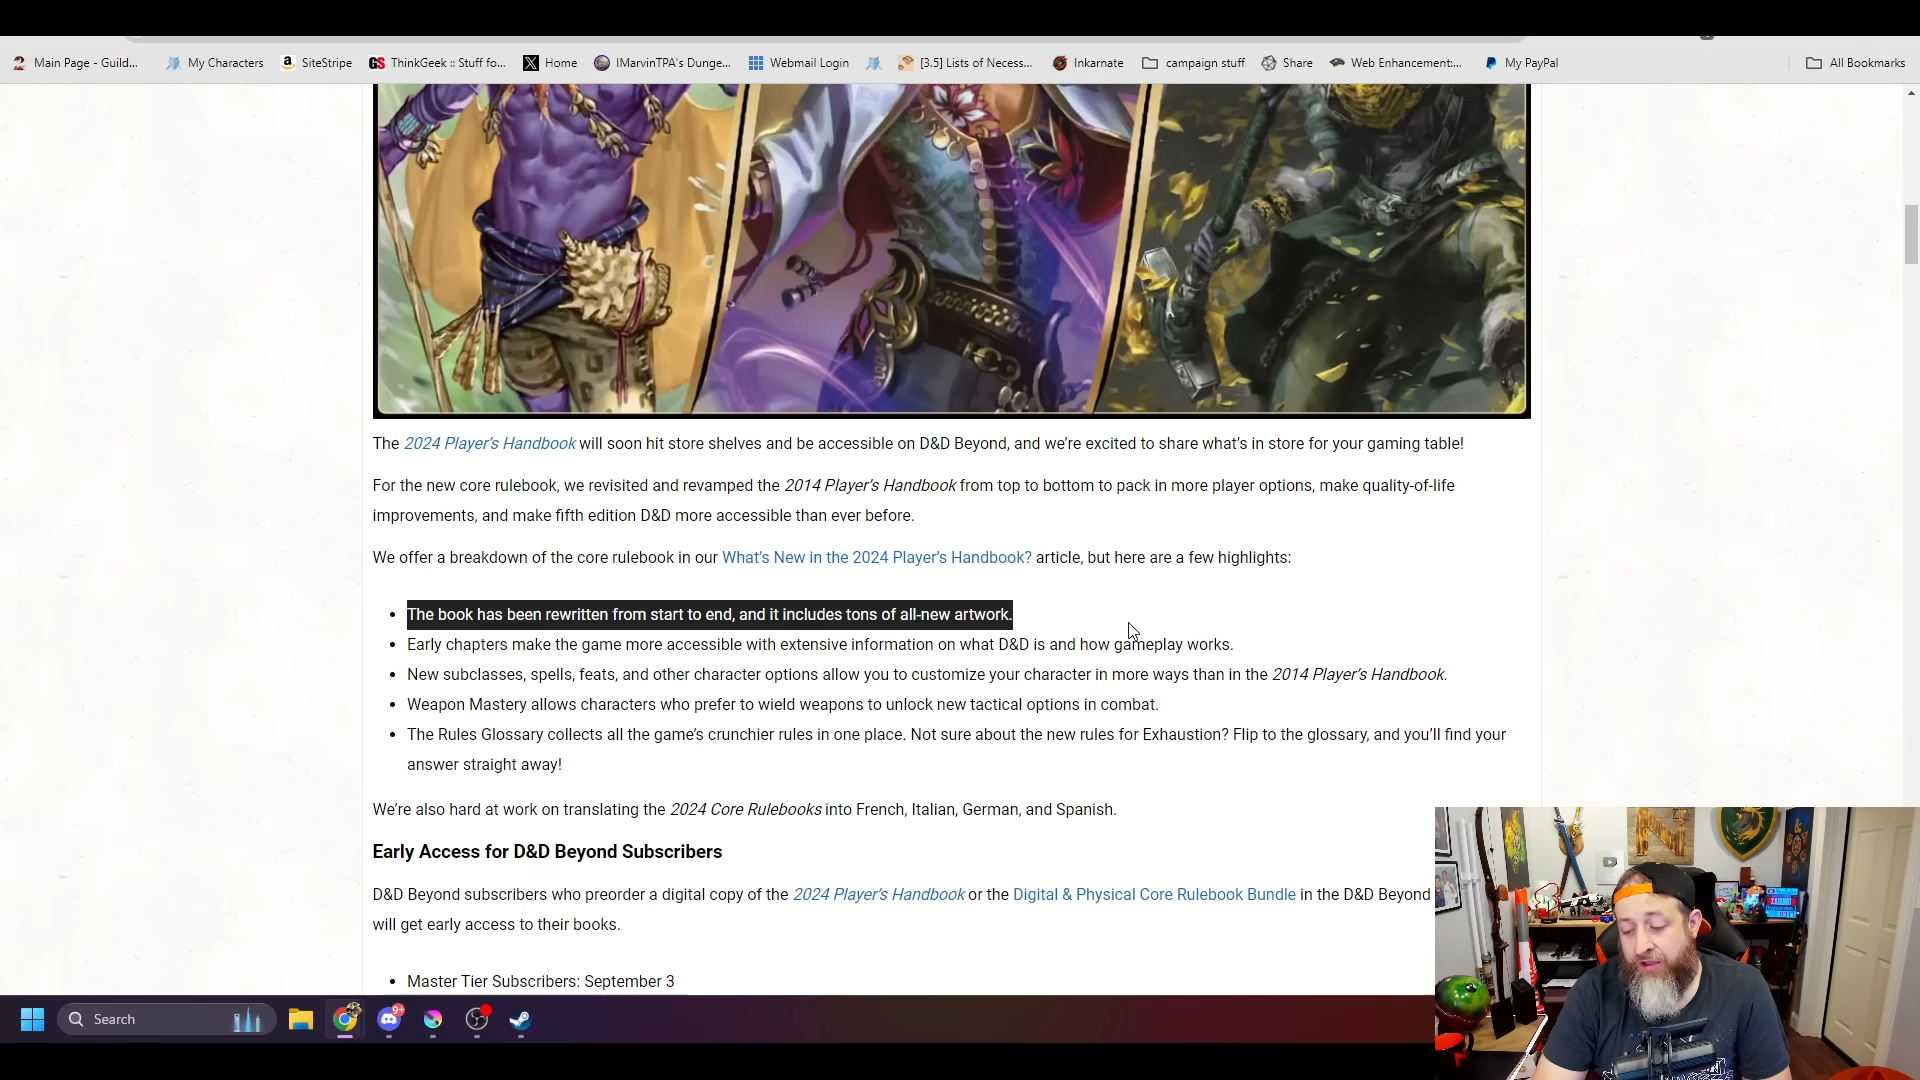 Main Page - Guild... My Characters SiteStripe ThinkGeek :: Stuff fo... Home IMarvinTPA's Dunge... Webmail Login [3.5] Lists of Necess... Inkarnate campaign stuff Share Web Enhancement:... My PayPal All Bookmarks
The 2024 Player's Handbook will soon hit store shelves and be accessible on D&D Beyond, and we're excited to share what's in store for your gaming table!
For the new core rulebook, we revisited and revamped the 2014 Player's Handbook from top to bottom to pack in more player options, make quality-of-life
improvements, and make fifth edition D&D more accessible than ever before.
We offer a breakdown of the core rulebook in our What's New in the 2024 Player's Handbook? article, but here are a few highlights:
• The book has been rewritten from start to end, and it includes tons of all-new artwork.
• Early chapters make the game more accessible with extensive information on what D&D is and how gameplay works.
• New subclasses, spells, feats, and other character options allow you to customize your character in more ways than in the 2014 Player's Handbook.
• Weapon Mastery allows characters who prefer to wield weapons to unlock new tactical options in combat.
• The Rules Glossary collects all the game's crunchier rules in one place. Not sure about the new rules for Exhaustion? Flip to the glossary, and you'll find your
answer straight away!
We're also hard at work on translating the 2024 Core Rulebooks into French, Italian, German, and Spanish.
Early Access for D&D Beyond Subscribers
D&D Beyond subscribers who preorder a digital copy of the 2024 Player's Handbook or the Digital & Physical Core Rulebook Bundle in the D&D Beyond
will get early access to their books.
• Master Tier Subscribers: September 3
Search
9+